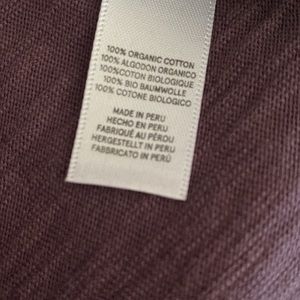 100% ORGANIC COTTON
100% ALGODON ORGANICO
100%COTON BIOLOGIQUE
100% BIO BAUMWOLLE
100% COTONE BIOLOGICO
MADE IN PERU
HECHO EN PERU
FABRIQUÉ AU PÉROU
HERGESTELLT IN PERU
FABBRICATO IN PERÙ